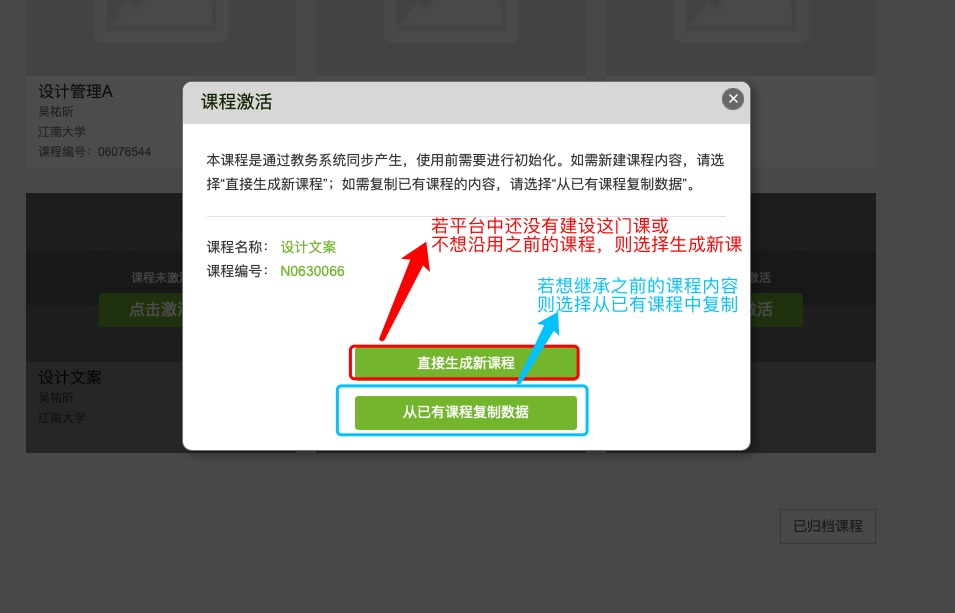 设计管理A
吴祐昕
江南大学
课程编号：06076544
课程激活
本课程是通过教务系统同步产生，使用前需要进行初始化。如需新建课程内容，请选
择“直接生成新课程”；如需复制已有课程的内容，请选择“从已有课程复制数据”。
若平台中还没有建设这门课或
不想沿用之前的课程，则选择生成新课
课程名称： 设计文案
课程编号： N0630066
若想继承之前的课程内容
则选择从已有课程中复制
直接生成新课程
从已有课程复制数据
课程未激
点击激
激活
激活
设计文案
吴祐昕
江南大学
已归档课程